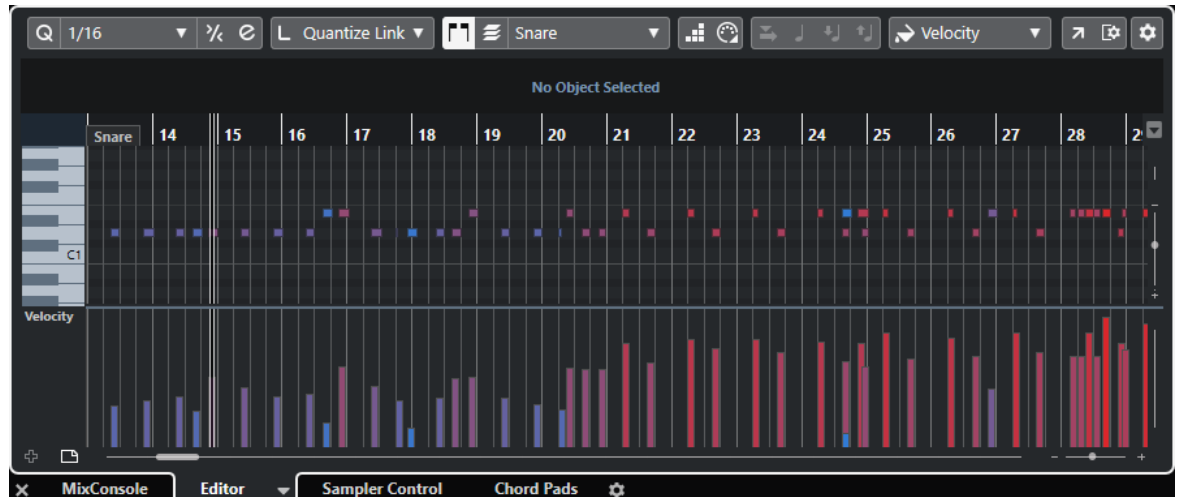 Q 1/16 Quantize Link Snare Velocity
No Object Selected
Snare 14 15 16 17 18 19 20 21 22 23 24 25 26 27 28
C1
Velocity
MixConsole Editor Sampler Control Chord Pads